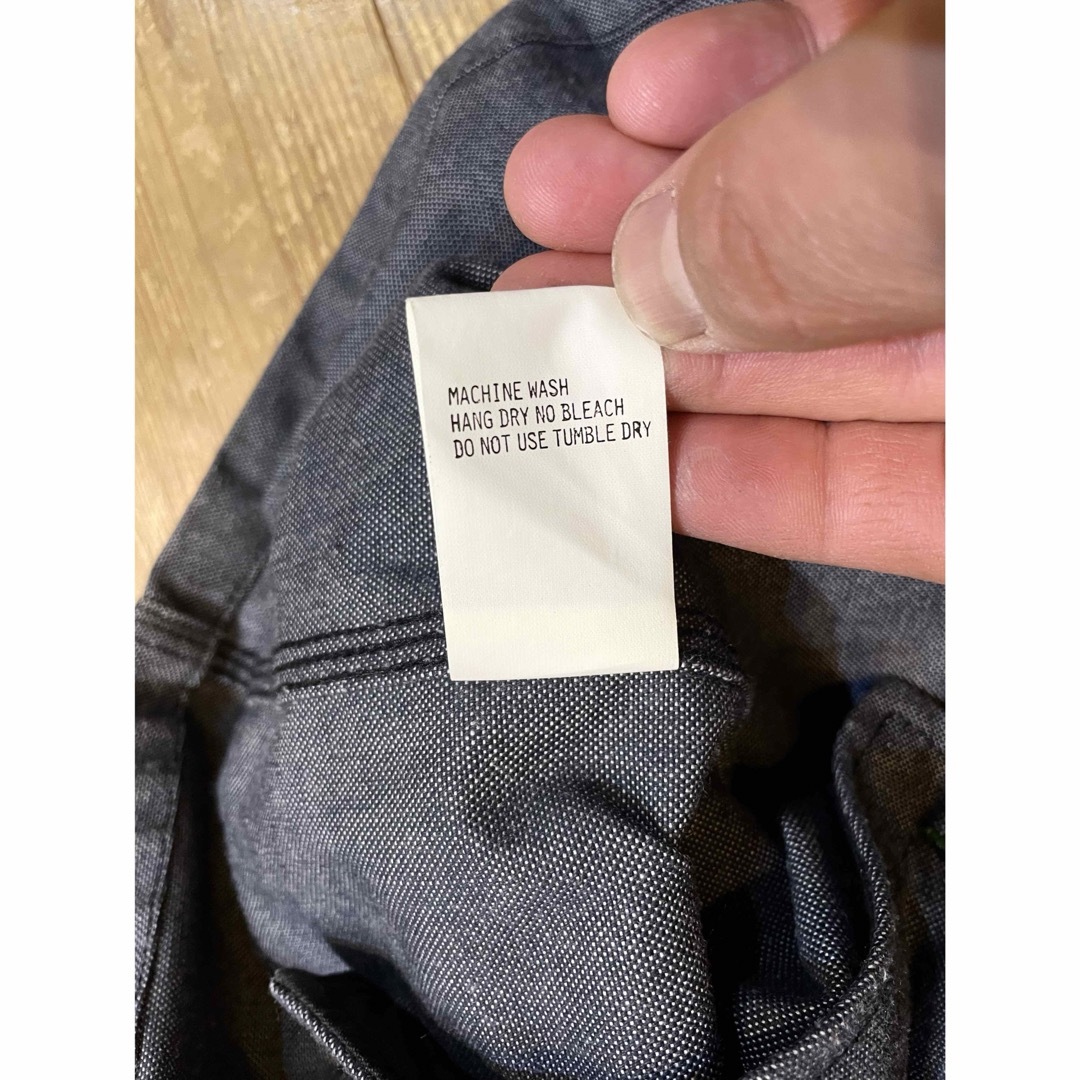 MACHINE WASH
HANG DRY NO BLEACH
DO NOT USE TUMBLE DRY